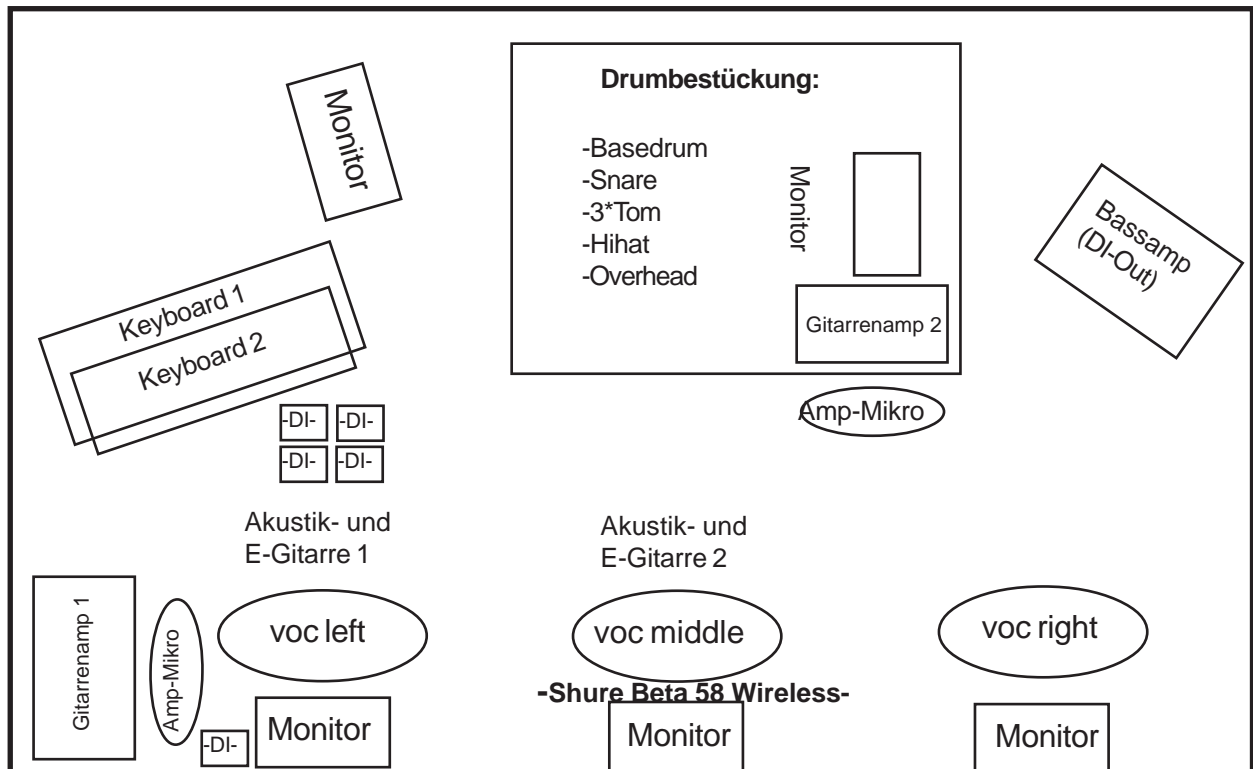 Drumbestückung:
-Basedrum
-Snare
-3*Tom
-Hihat
-Overhead
Monitor
Monitor
Bassamp
(DI-Out)
Gitarrenamp 2
Amp-Mikro
Keyboard 1
Keyboard 2
-DI-
-DI-
-DI-
-DI-
Akustik- und
E-Gitarre 1
Akustik- und
E-Gitarre 2
Gitarrenamp 1
Amp-Mikro
voc left
voc middle
voc right
-Shure Beta 58 Wireless-
-DI-
Monitor
Monitor
Monitor